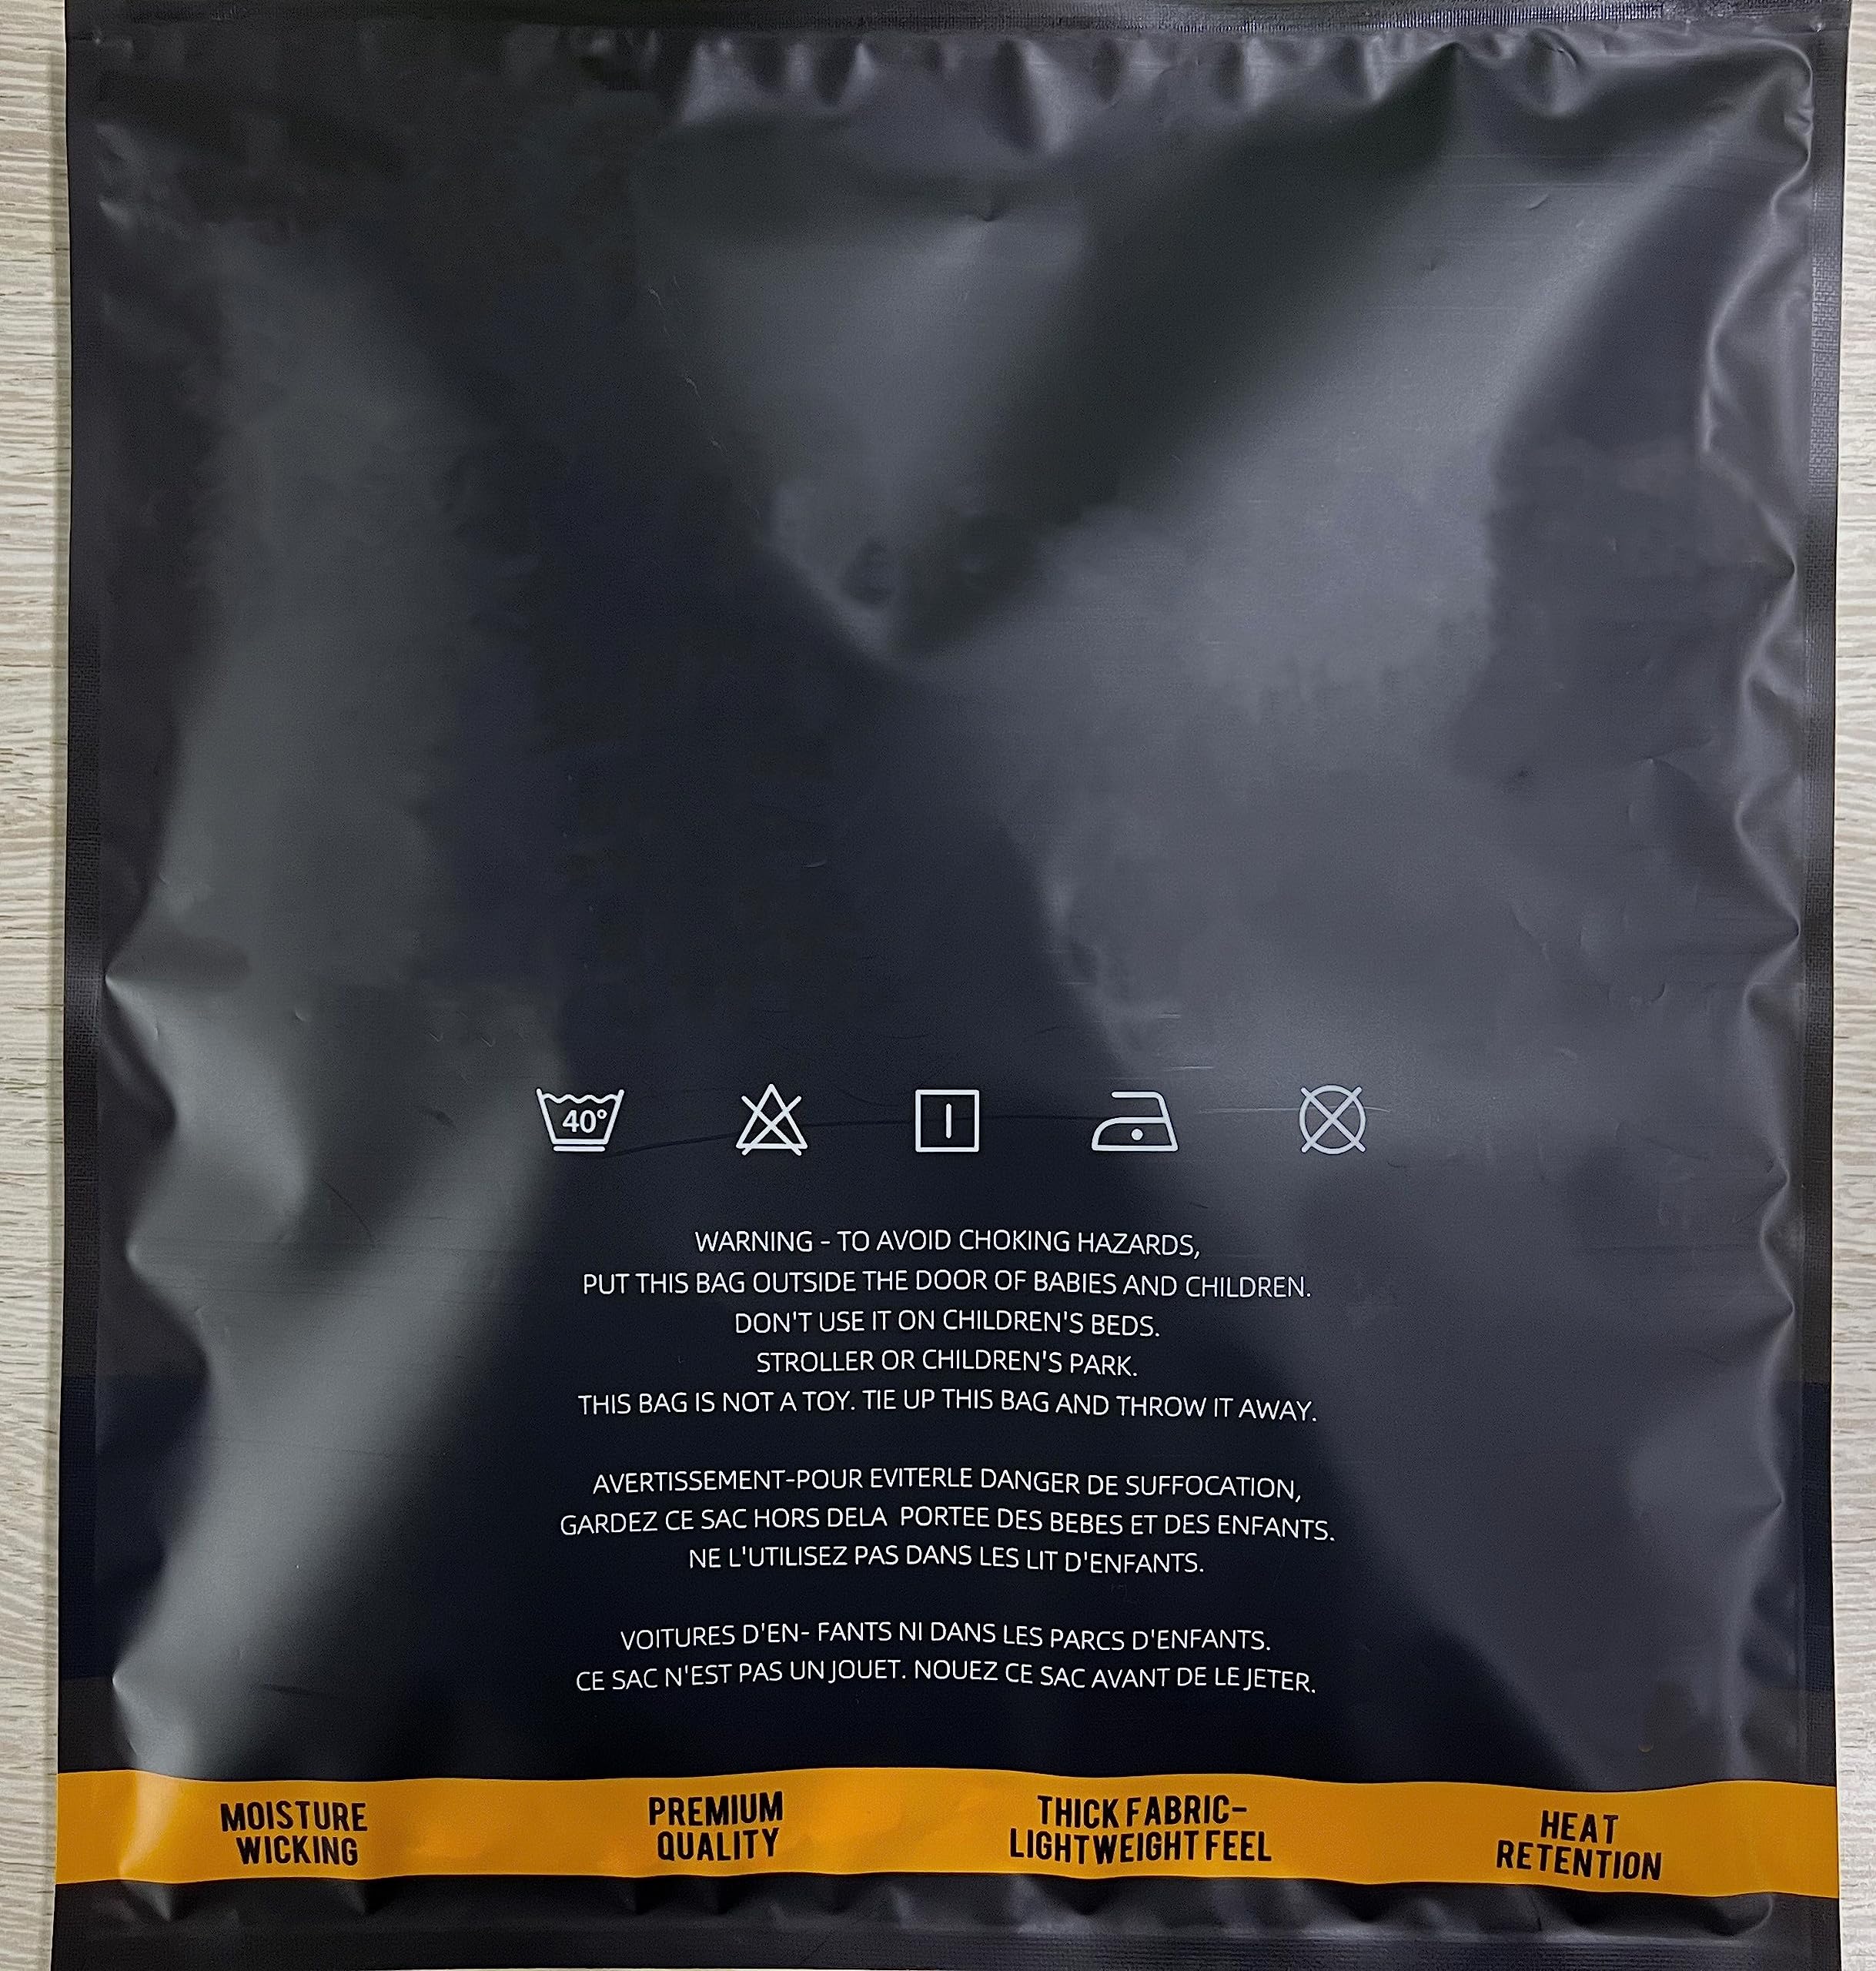 40°
WARNING - TO AVOID CHOKING HAZARDS,
PUT THIS BAG OUTSIDE THE DOOR OF BABIES AND CHILDREN.
DON'T USE IT ON CHILDREN'S BEDS.
STROLLER OR CHILDREN'S PARK.
THIS BAG IS NOT A TOY. TIE UP THIS BAG AND THROW IT AWAY.
AVERTISSEMENT-POUR EVITERLE DANGER DE SUFFOCATION,
GARDEZ CE SAC HORS DELA PORTEE DES BEBES ET DES ENFANTS.
NE L'UTILISEZ PAS DANS LES LIT D'ENFANTS.
VOITURES D'EN- FANTS NI DANS LES PARCS D'ENFANTS.
CE SAC N'EST PAS UN JOUET. NOUEZ CE SAC AVANT DE LE JETER.
MOISTURE
WICKING
PREMIUM
QUALITY
THICK FABRIC-
LIGHTWEIGHT FEEL
HEAT
RETENTION